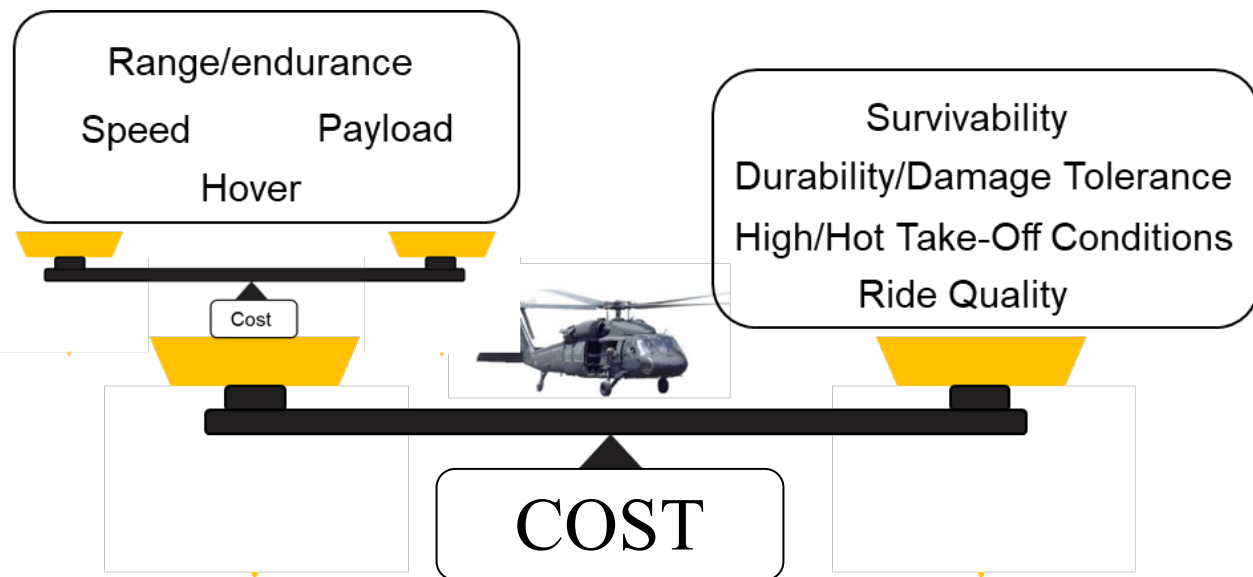 Range/endurance
Speed Payload
Hover
Cost
Survivability
Durability/Damage Tolerance
High/Hot Take-Off Conditions
Ride Quality
COST